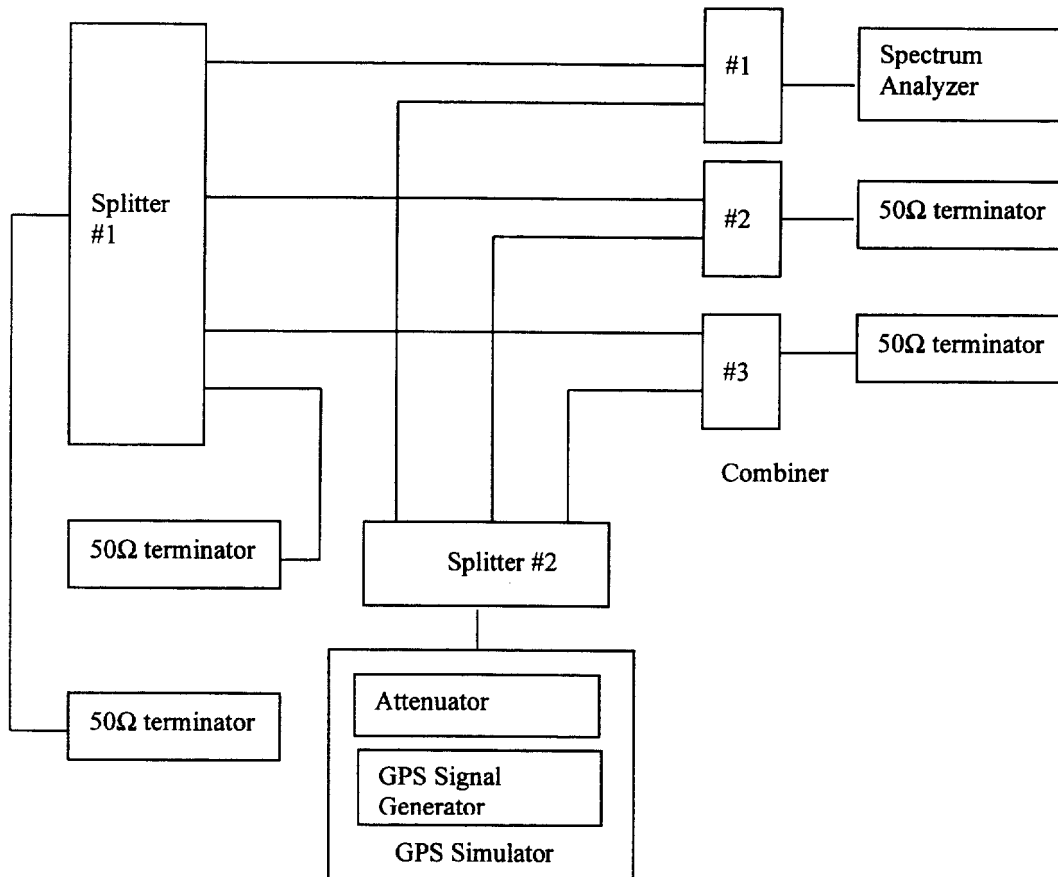 #1
Spectrum
Analyzer
Splitter
#1
#2
50Ω terminator
#3
50Ω terminator
Combiner
50Ω terminator
Splitter #2
50Ω terminator
Attenuator
GPS Signal
Generator
GPS Simulator